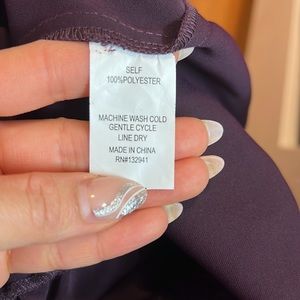 SELF
100%POLYESTER
MACHINE WASH COLD
GENTLE CYCLE
LINE DRY
MADE IN CHINA
RN#132941